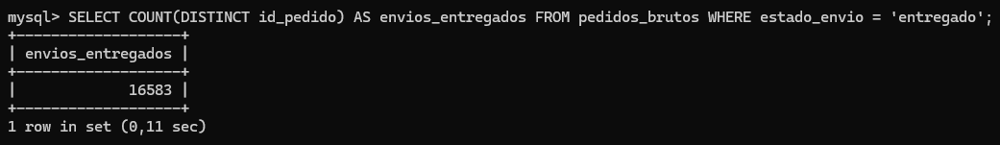 mysql> SELECT COUNT(DISTINCT id_pedido) AS envios_entregados FROM pedidos_brutos WHERE estado_envio = 'entregado';
+-------------------+
| envios_entregados |
+-------------------+
|             16583 |
+-------------------+
1 row in set (0,11 sec)